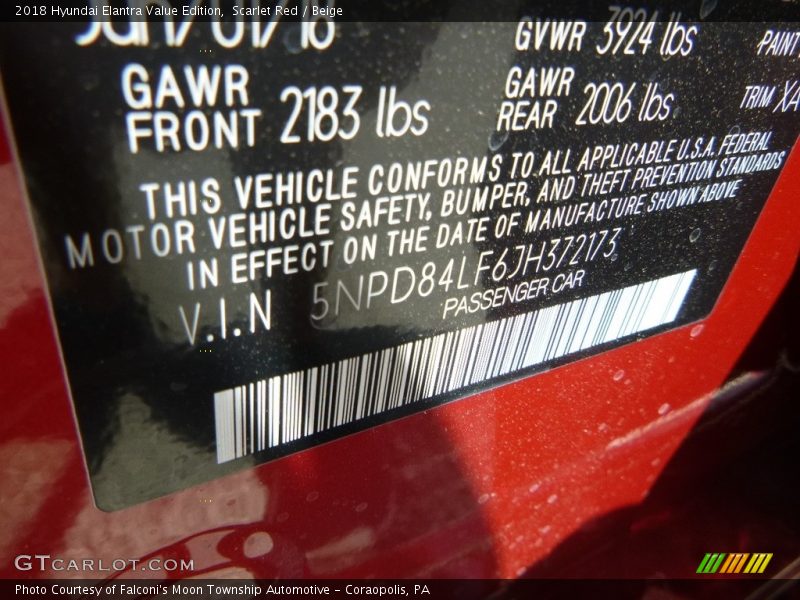 2018 Hyundai Elantra Value Edition, Scarlet Red / Beige
GVWR 3924 lbs
PAINT
GAWR FRONT 2183 lbs
GAWR REAR 2006 lbs
TRIM XA
THIS VEHICLE CONFORMS TO ALL APPLICABLE U.S.A. FEDERAL
MOTOR VEHICLE SAFETY, BUMPER, AND THEFT PREVENTION STANDARDS
IN EFFECT ON THE DATE OF MANUFACTURE SHOWN ABOVE
V.I.N 5NPD84LF6JH372173
PASSENGER CAR
GTCARLOT.COM
Photo Courtesy of Falconi's Moon Township Automotive – Coraopolis, PA